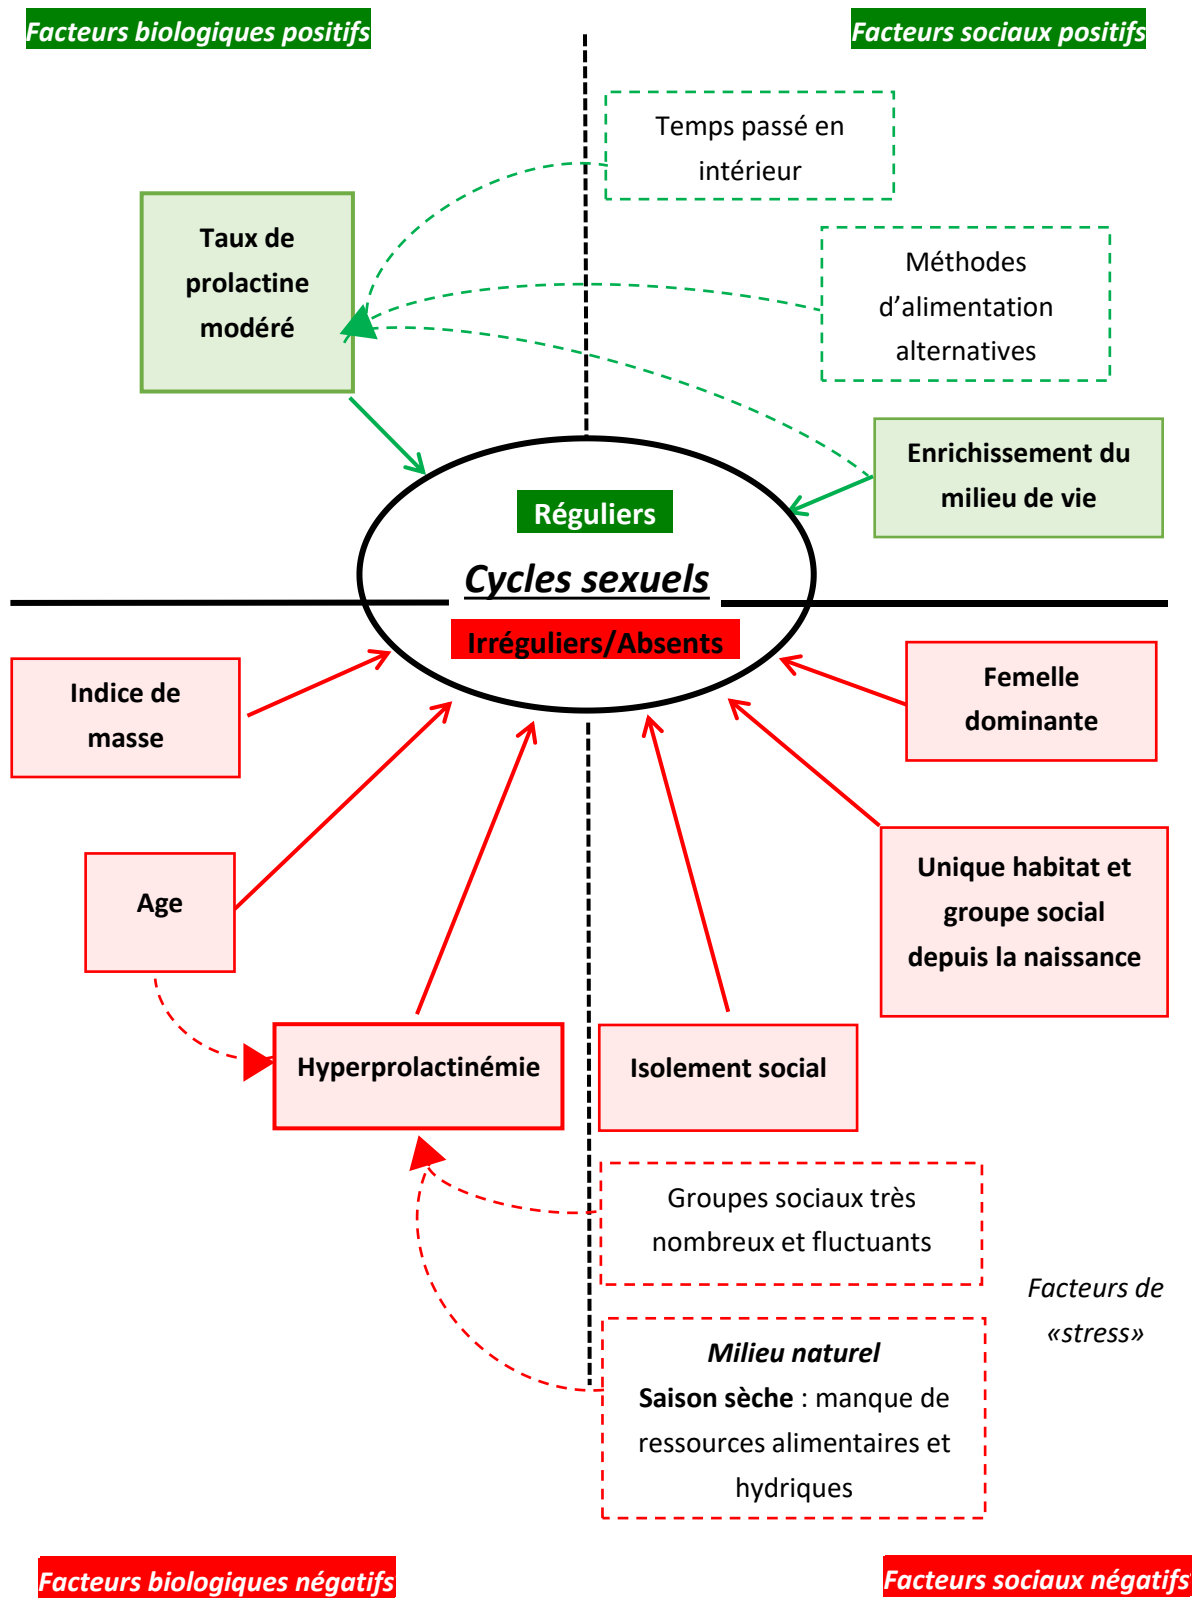 Facteurs biologiques positifs
Facteurs sociaux positifs
Temps passé en
intérieur
Taux de
prolactine
modéré
Méthodes
d’alimentation
alternatives
Enrichissement du
milieu de vie
Réguliers
Cycles sexuels
Irréguliers/Absents
Indice de
masse
Femelle
dominante
Age
Unique habitat et
groupe social
depuis la naissance
Hyperprolactinémie
Isolement social
Groupes sociaux très
nombreux et fluctuants
Facteurs de
«stress»
Milieu naturel
Saison sèche : manque de
ressources alimentaires et
hydriques
Facteurs biologiques négatifs
Facteurs sociaux négatifs